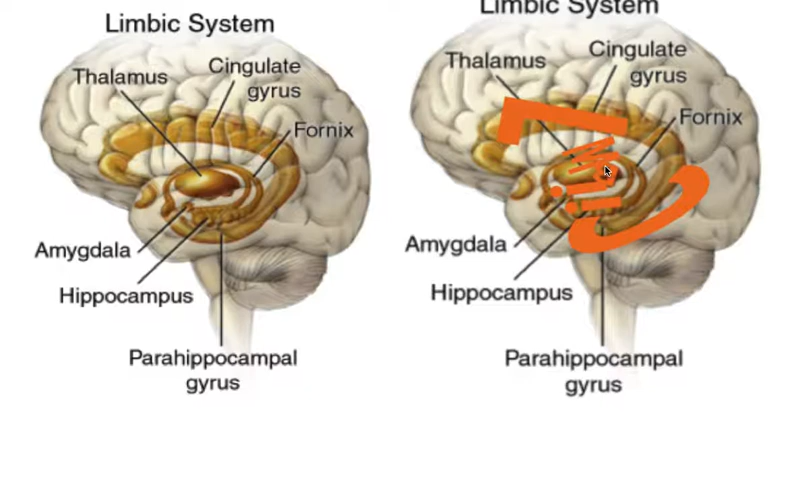 Limbic System
Thalamus
Cingulate
gyrus
Fornix
Amygdala
Hippocampus
Parahippocampal
gyrus
Limbic System
Thalamus
Cingulate
gyrus
Fornix
Amygdala
Hippocampus
Parahippocampal
gyrus